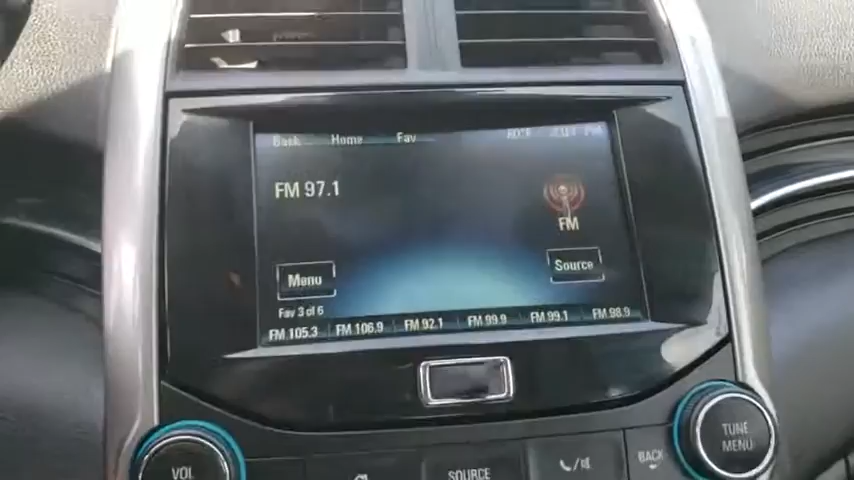 Back Home Fav
FM 97.1
FM
Menu Source
Fav 3 of 6
FM 105.3 FM 106.9 FM 92.1 FM 99.9 FM 99.1 FM 98.9
TUNE
MENU
VOL SOURCE BACK